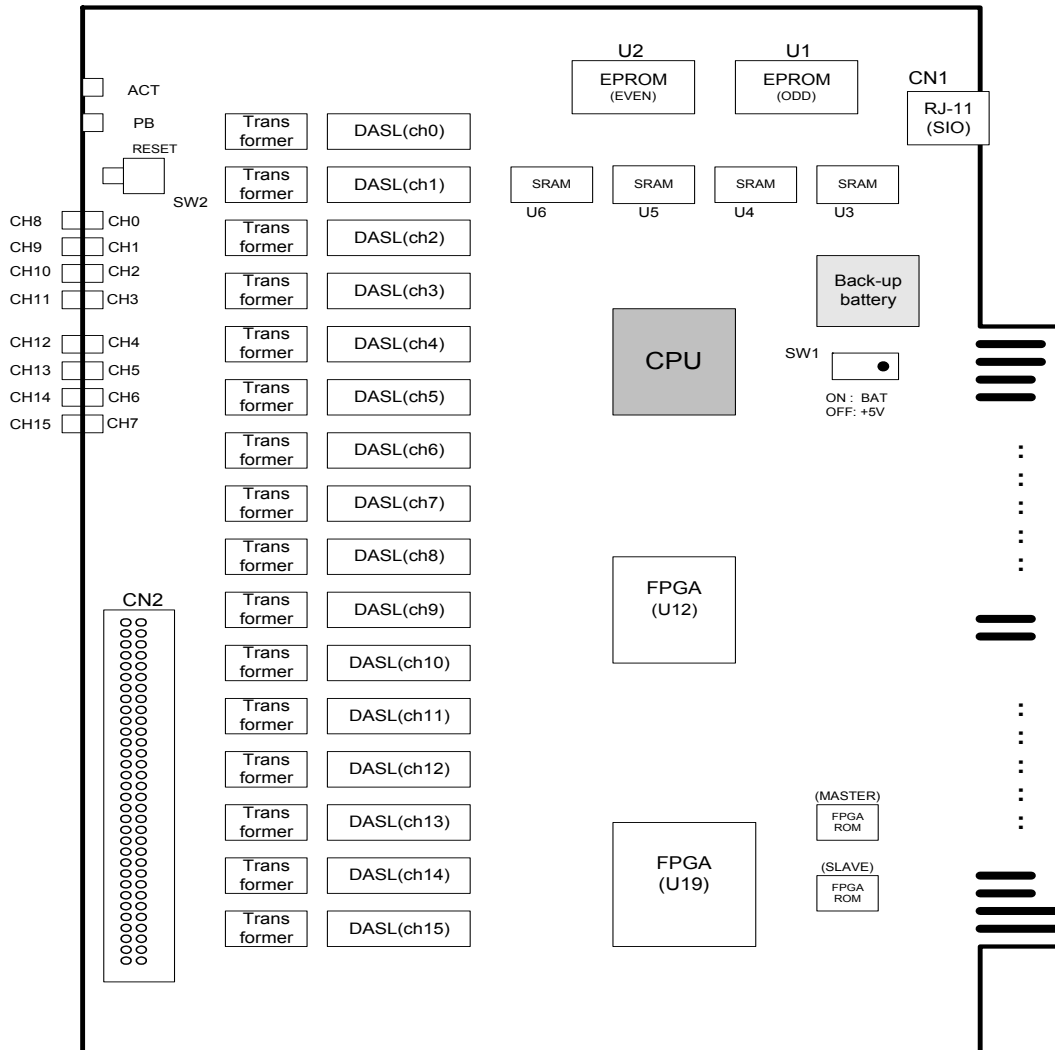 U2
U1
EPROM
(EVEN)
EPROM
(ODD)
CN1
RJ-11
(SIO)
ACT
PB
RESET
SW2
Trans
former
DASL(ch0)
Trans
former
DASL(ch1)
SRAM
SRAM
SRAM
SRAM
U6
U5
U4
U3
CH8
CH0
CH9
CH1
CH10
CH2
CH11
CH3
CH12
CH4
CH13
CH5
CH14
CH6
CH15
CH7
Trans
former
DASL(ch2)
Trans
former
DASL(ch3)
Trans
former
DASL(ch4)
Trans
former
DASL(ch5)
Trans
former
DASL(ch6)
Trans
former
DASL(ch7)
Trans
former
DASL(ch8)
Trans
former
DASL(ch9)
Trans
former
DASL(ch10)
Trans
former
DASL(ch11)
Trans
former
DASL(ch12)
Trans
former
DASL(ch13)
Trans
former
DASL(ch14)
Trans
former
DASL(ch15)
Back-up
battery
CPU
SW1
ON : BAT
OFF: +5V
FPGA
(U12)
CN2
(MASTER)
FPGA
ROM
FPGA
(U19)
(SLAVE)
FPGA
ROM